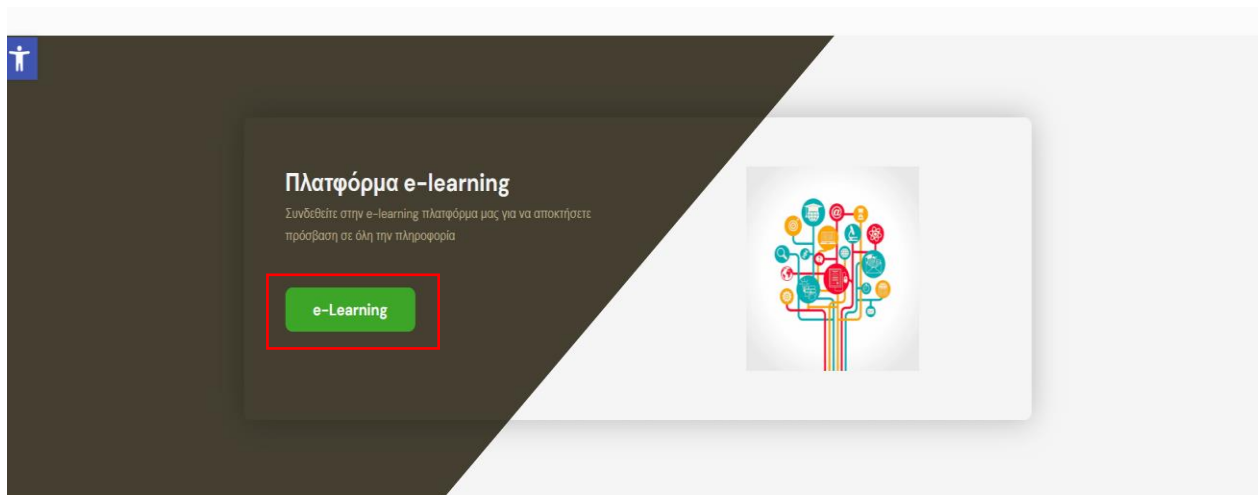 Πλατφόρμα e-learning
Συνδεθείτε στην e-learning πλατφόρμα μας για να αποκτήσετε
πρόσβαση σε όλη την πληροφορία
e-Learning